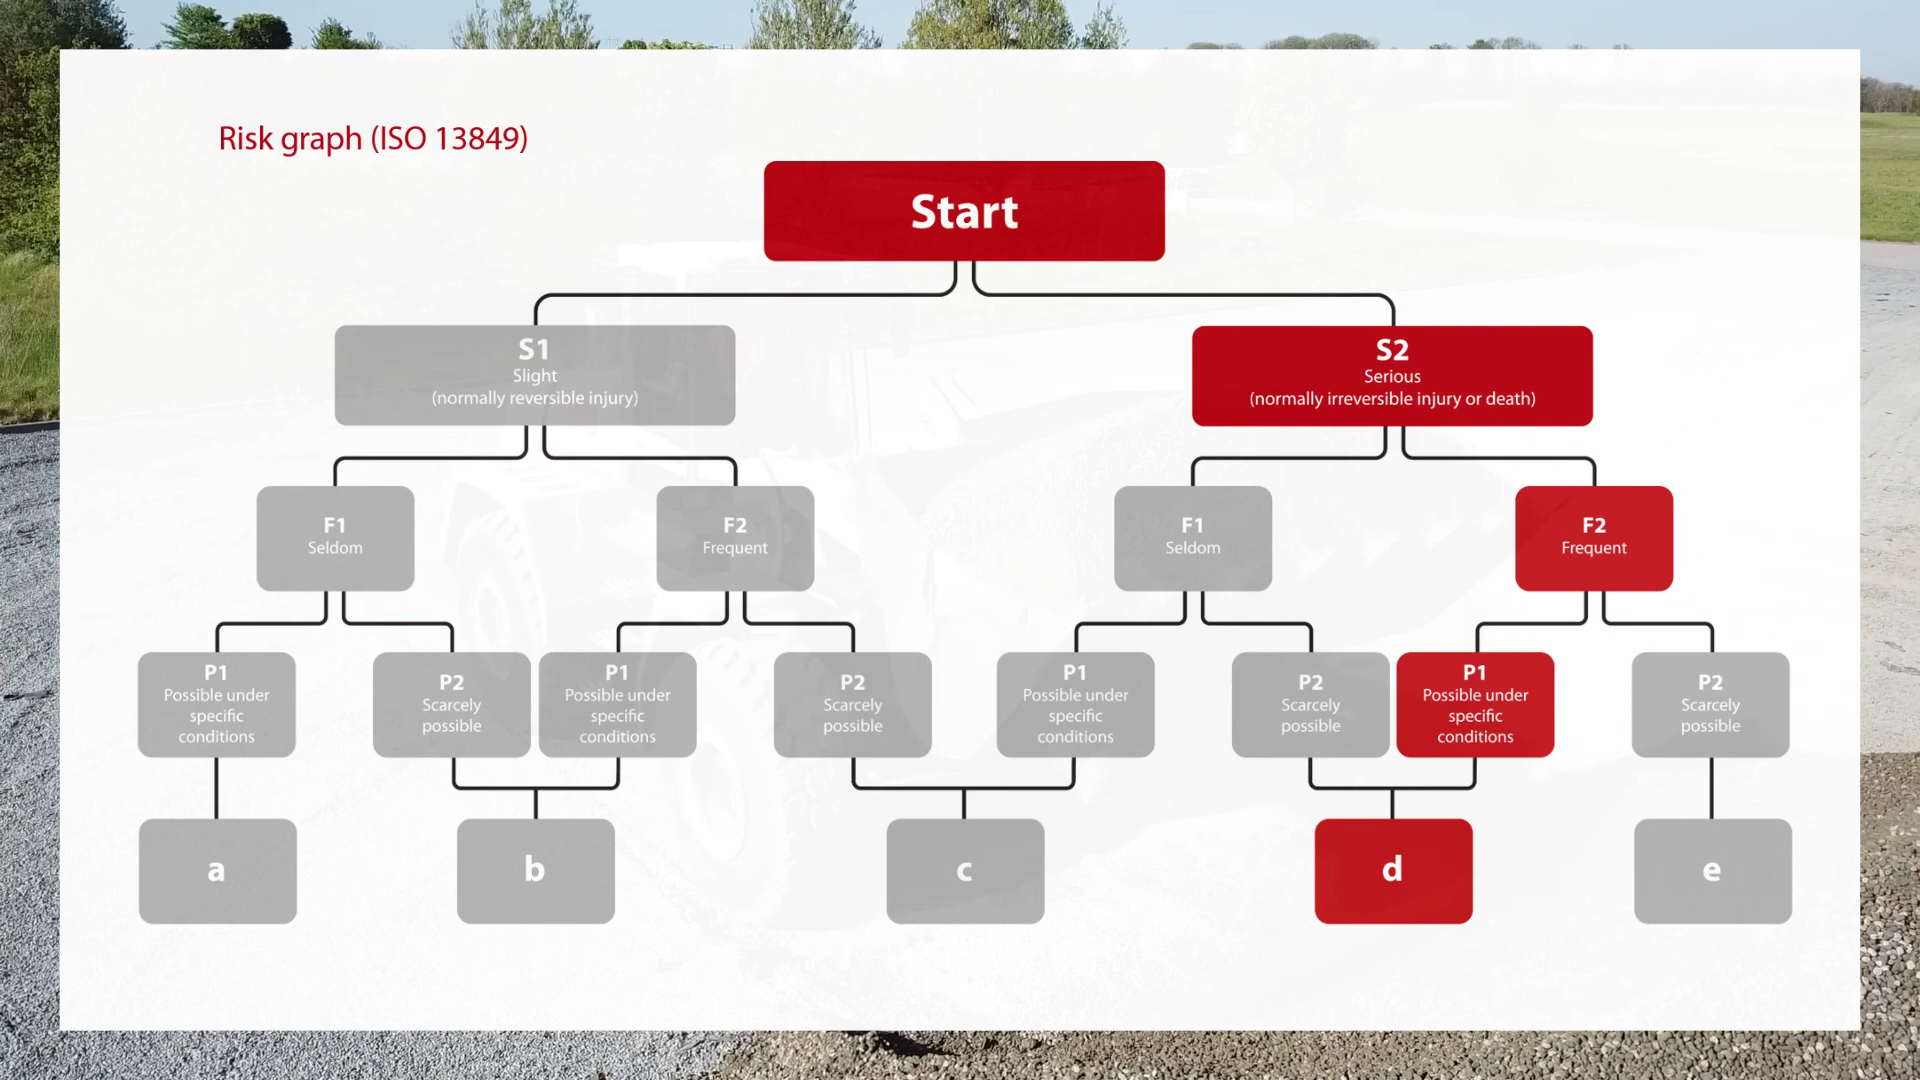 Risk graph (ISO 13849)
Start
S1
Slight
(normally reversible injury)
S2
Serious
(normally irreversible injury or death)
F1
Seldom
F2
Frequent
F1
Seldom
F2
Frequent
P1
Possible under
specific
conditions
P2
Scarcely
possible
P1
Possible under
specific
conditions
P2
Scarcely
possible
P1
Possible under
specific
conditions
P2
Scarcely
possible
P1
Possible under
specific
conditions
P2
Scarcely
possible
a
b
c
d
e